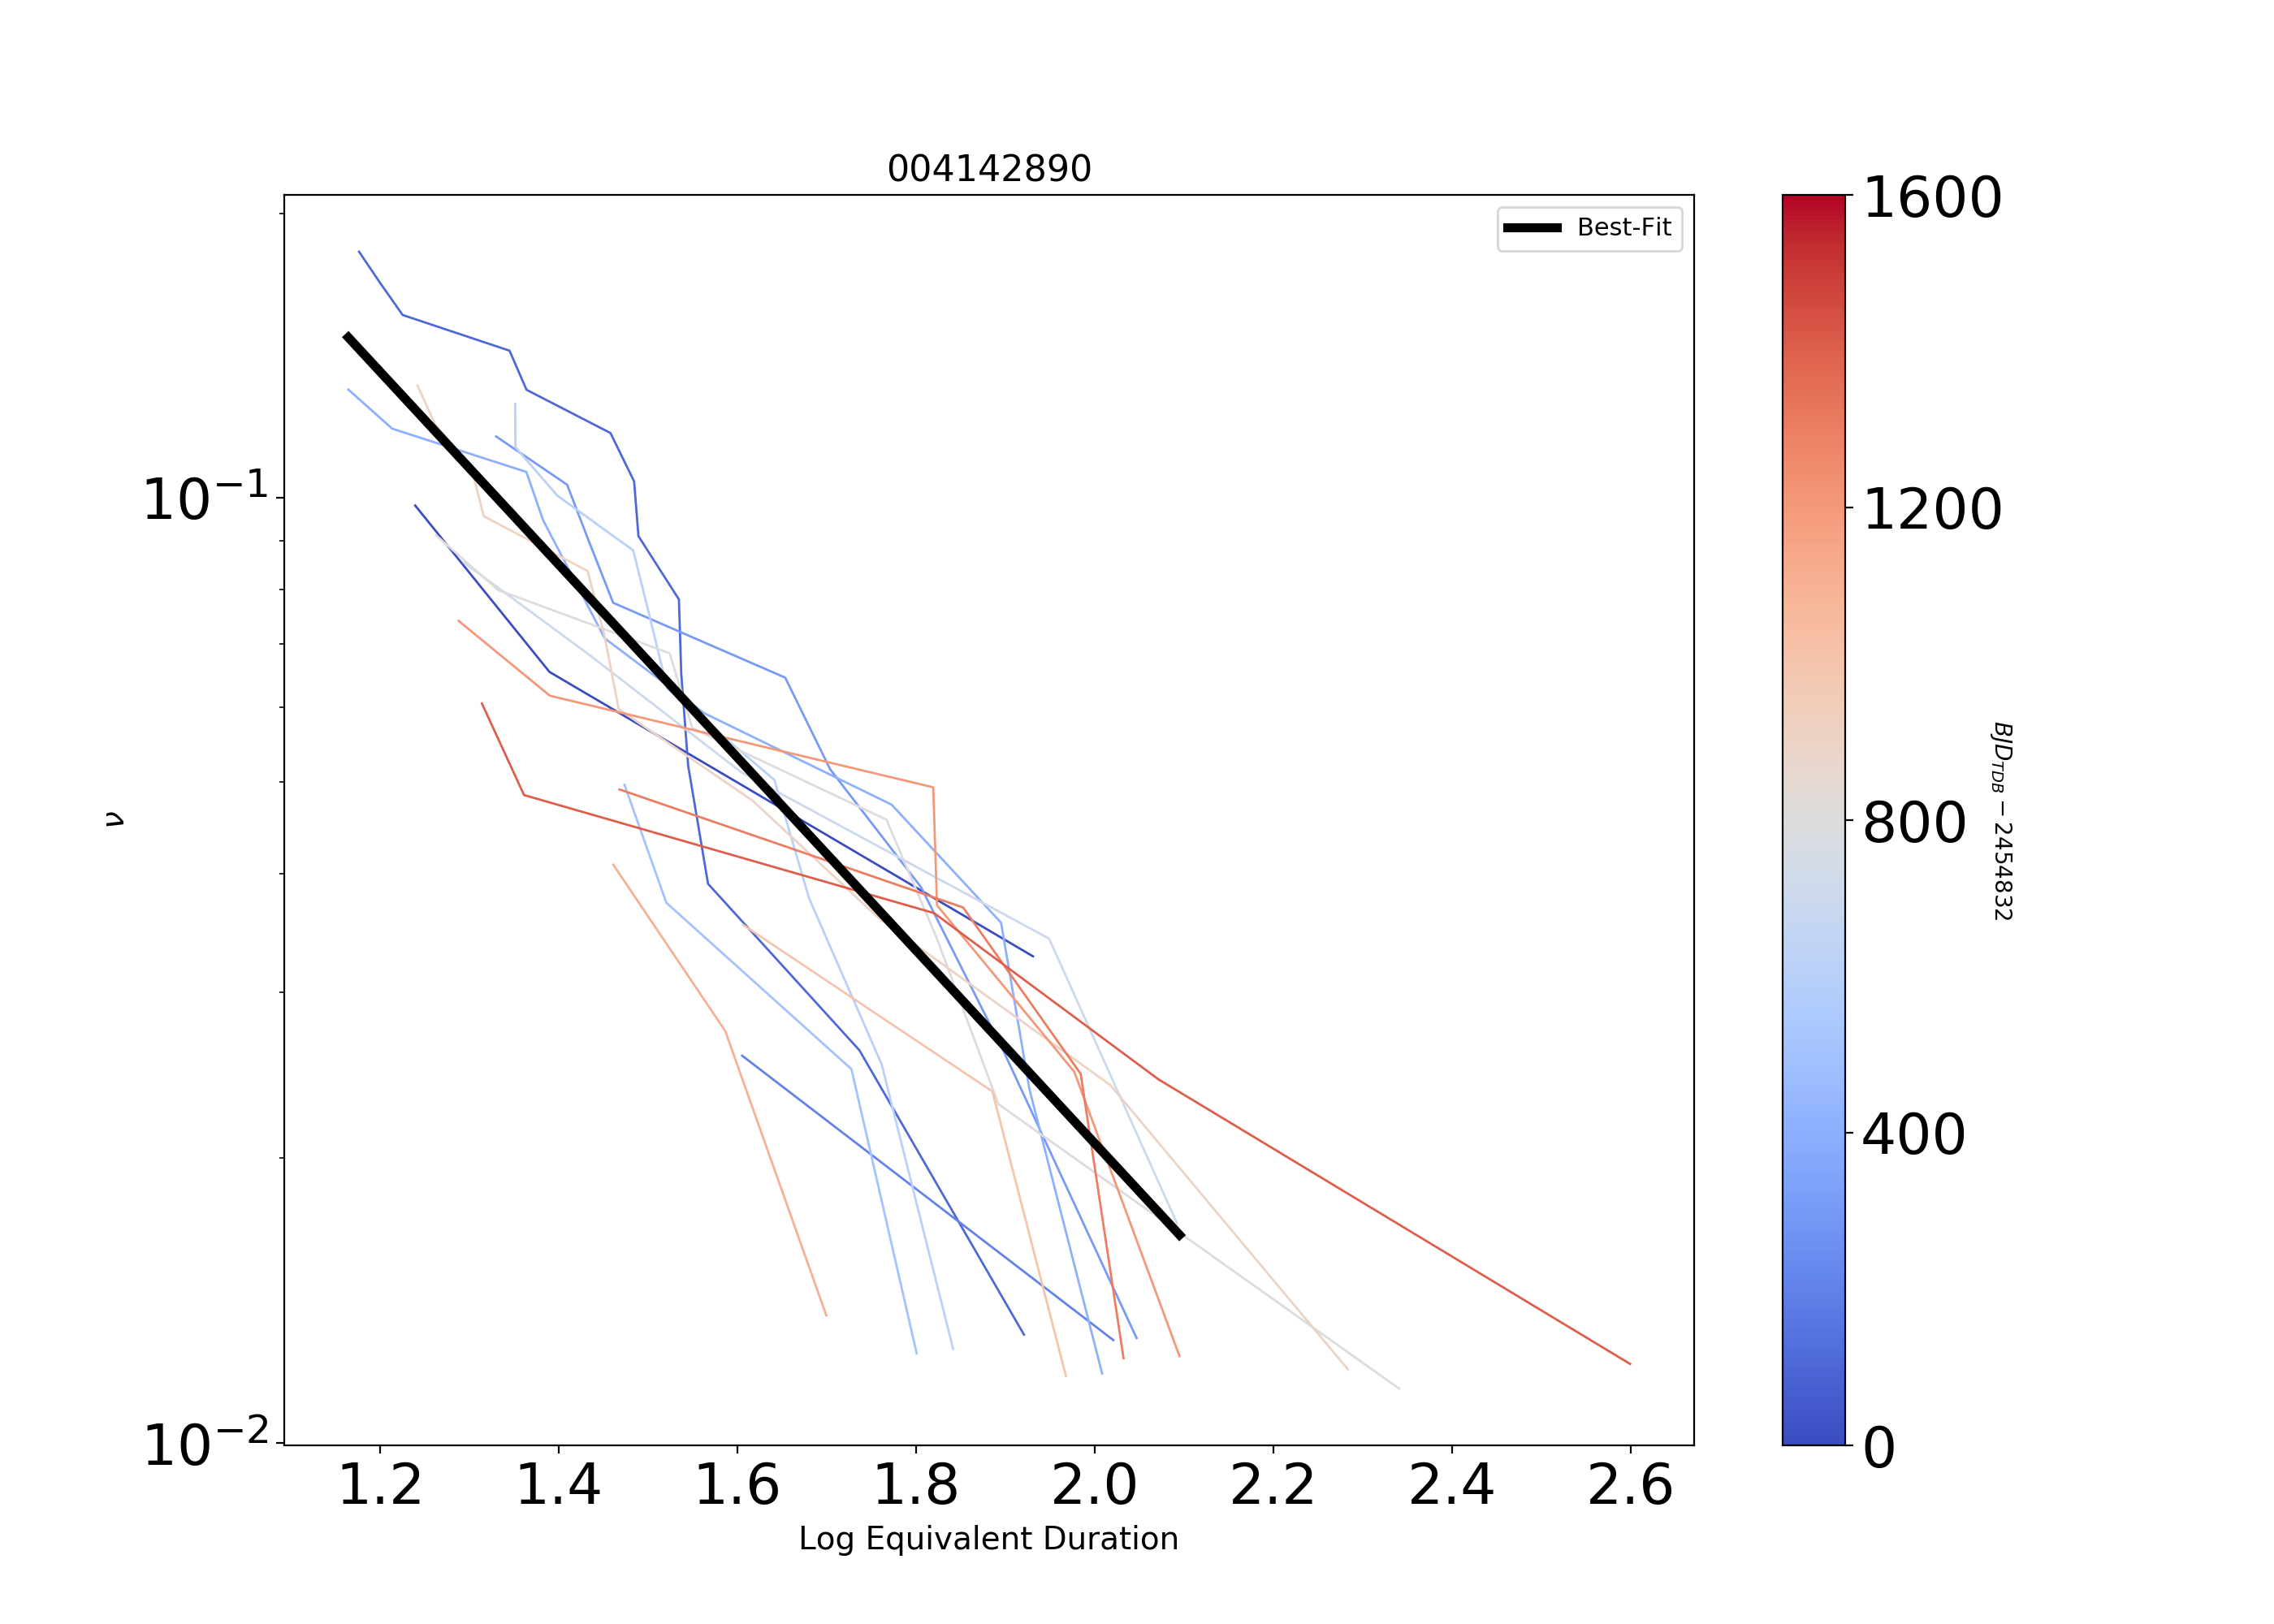 004142890
Best-Fit
10⁻¹
10⁻²
ν
1.2 1.4 1.6 1.8 2.0 2.2 2.4 2.6
Log Equivalent Duration
1600
1200
800
400
0
BJD_TDB − 2454832